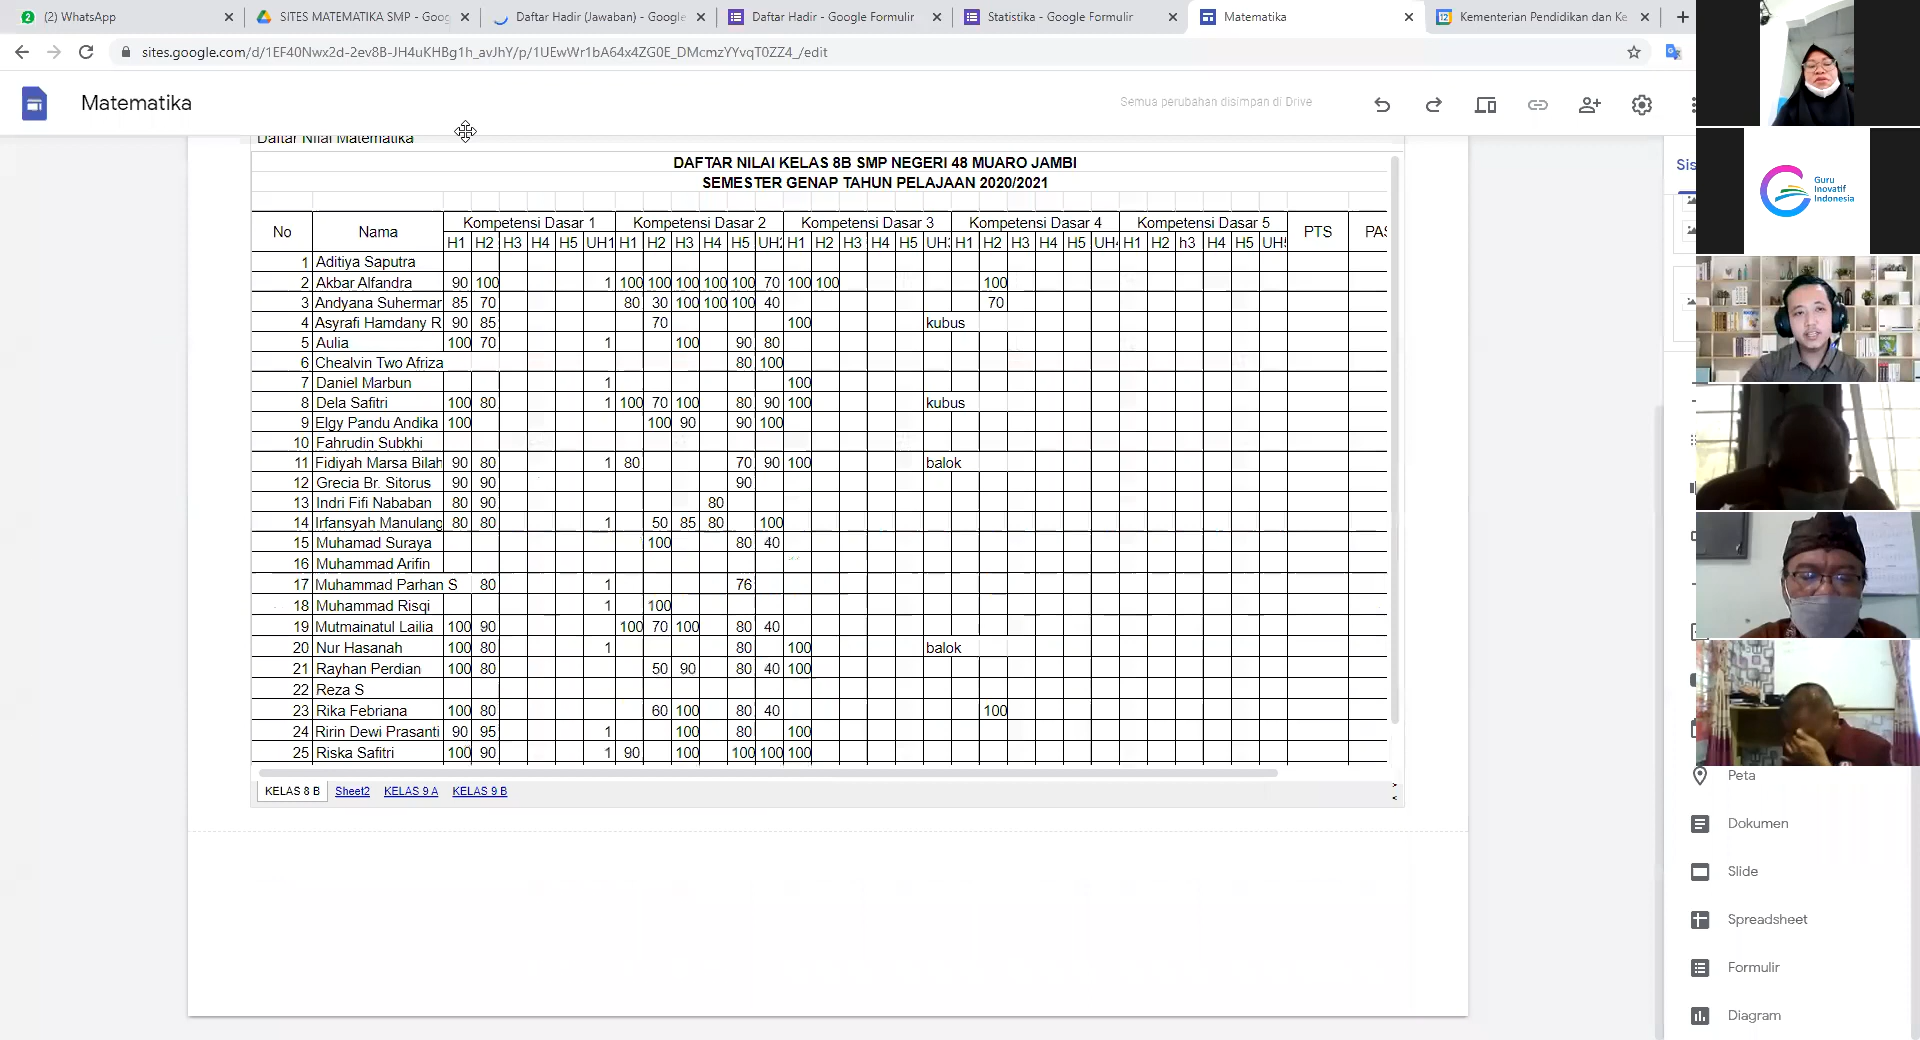 (2) WhatsApp
SITES MATEMATIKA SMP - Goog
Daftar Hadir (Jawaban) - Google
Daftar Hadir - Google Formulir
Statistika - Google Formulir
Matematika
Kementerian Pendidikan dan Ke
sites.google.com/d/1EF40Nwx2d-2ev8B-JH4uKHBg1h_avJhY/p/1UEwWr1bA64x4ZG0E_DMcmzYYvqT0ZZ4_/edit
Matematika
Semua perubahan disimpan di Drive
Daftar Nilai Matematika
Sis
Guru
Inovatif
Indonesia
DAFTAR NILAI KELAS 8B SMP NEGERI 48 MUARO JAMBI
SEMESTER GENAP TAHUN PELAJAAN 2020/2021
No Nama Kompetensi Dasar 1 Kompetensi Dasar 2 Kompetensi Dasar 3 Kompetensi Dasar 4 Kompetensi Dasar 5 PTS PAS
H1 H2 H3 H4 H5 UH1 H1 H2 H3 H4 H5 UH2 H1 H2 H3 H4 H5 UH3 H1 H2 H3 H4 H5 UH4 H1 H2 h3 H4 H5 UH5
1 Aditiya Saputra
2 Akbar Alfandra 90 100 1 100 100 100 100 100 70 100 100 100
3 Andyana Suherman 85 70 80 30 100 100 100 40 70
4 Asyrafi Hamdany R 90 85 70 100 kubus
5 Aulia 100 70 1 100 90 80
6 Chealvin Two Afriza 80 100
7 Daniel Marbun 1 100
8 Dela Safitri 100 80 1 100 70 100 80 90 100 kubus
9 Elgy Pandu Andika 100 100 90 90 100
10 Fahrudin Subkhi
11 Fidiyah Marsa Bilah 90 80 1 80 70 90 100 balok
12 Grecia Br. Sitorus 90 90 90
13 Indri Fifi Nababan 80 90 80
14 Irfansyah Manulang 80 80 1 50 85 80 100
15 Muhamad Suraya 100 80 40
16 Muhammad Arifin
17 Muhammad Parhan S 80 1 76
18 Muhammad Risqi 1 100
19 Mutmainatul Lailia 100 90 100 70 100 80 40
20 Nur Hasanah 100 80 1 80 100 balok
21 Rayhan Perdian 100 80 50 90 80 40 100
22 Reza S
23 Rika Febriana 100 80 60 100 80 40 100
24 Ririn Dewi Prasanti 90 95 1 100 80 100
25 Riska Safitri 100 90 1 90 100 100 100 100
KELAS 8 B Sheet2 KELAS 9 A KELAS 9 B
Peta
Dokumen
Slide
Spreadsheet
Formulir
Diagram